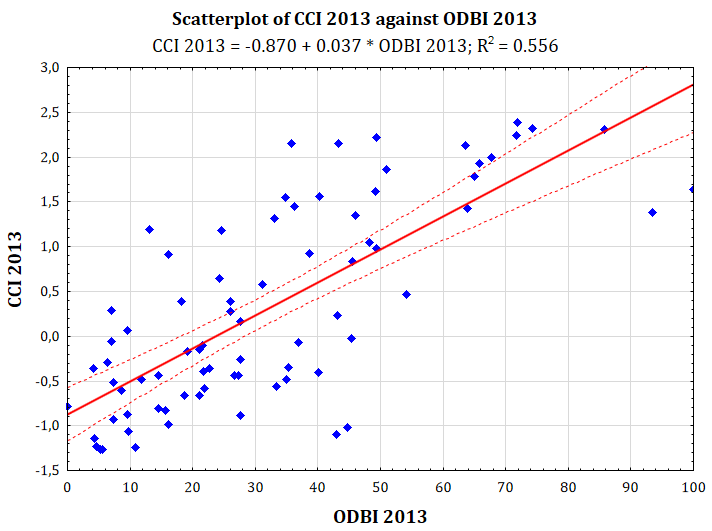 Scatterplot of CCI 2013 against ODBI 2013
CCI 2013 = -0.870 + 0.037 * ODBI 2013; R² = 0.556
3,0
2,5
2,0
1,5
1,0
0,5
0,0
-0,5
-1,0
-1,5
CCI 2013
0 10 20 30 40 50 60 70 80 90 100
ODBI 2013